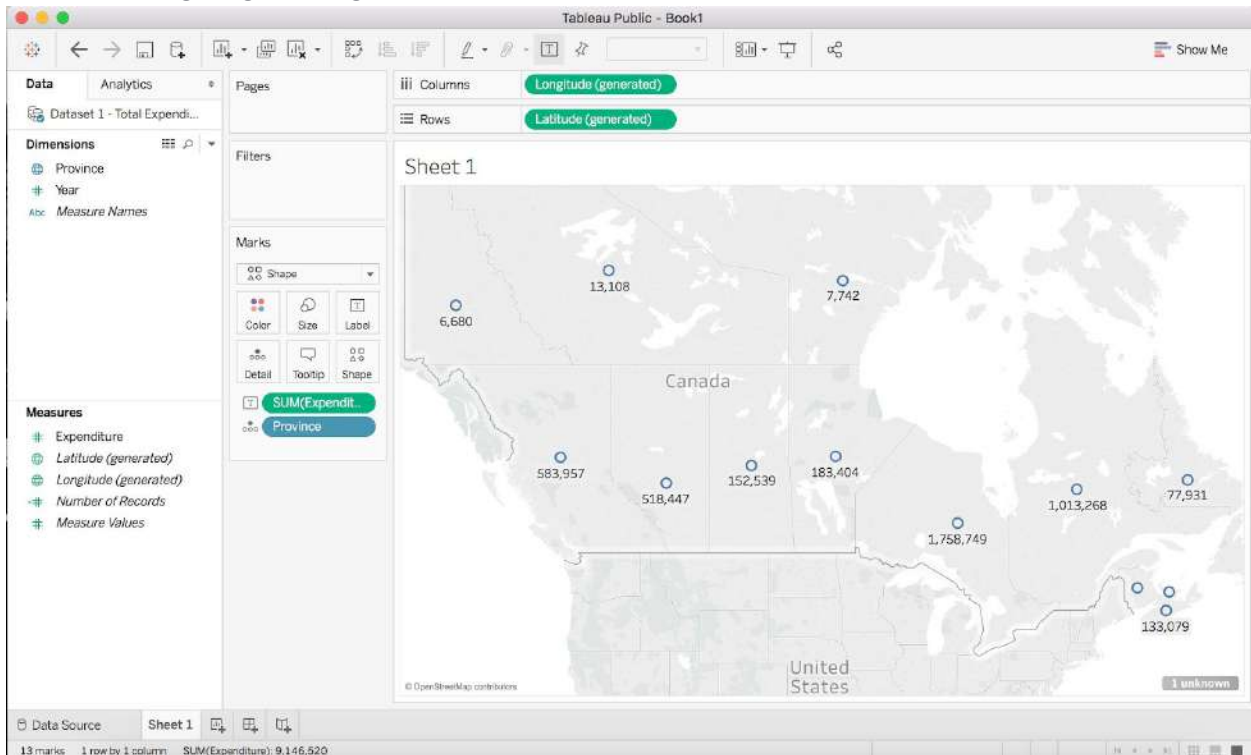 Tableau Public - Book1
Show Me
Data Analytics
Dataset 1 - Total Expendi...
Dimensions
Province
Year
Abc Measure Names
Measures
Expenditure
Latitude (generated)
Longitude (generated)
Number of Records
Measure Values
Pages
Filters
Marks
Shape
Color Size Label
Detail Tooltip Shape
SUM(Expendit..
Province
Columns Longitude (generated)
Rows Latitude (generated)
Sheet 1
13,108
7,742
6,680
Canada
583,957
518,447
152,539
183,404
1,013,268
77,931
1,758,749
133,079
United
States
© OpenStreetMap contributors
1 unknown
Data Source Sheet 1
13 marks 1 row by 1 column SUM(Expenditure): 9,146,520